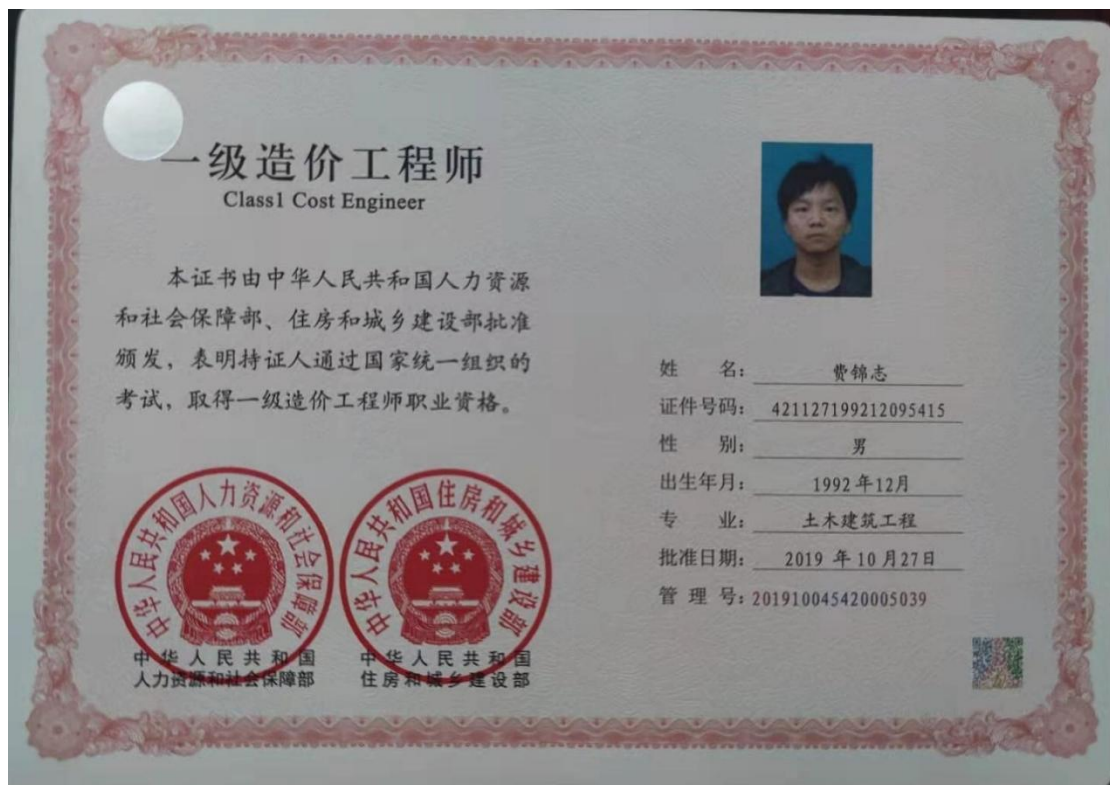 一级造价工程师
Class1 Cost Engineer
本证书由中华人民共和国人力资源
和社会保障部、住房和城乡建设部批准
颁发，表明持证人通过国家统一组织的
考试，取得一级造价工程师职业资格。
中华人民共和国人力资源和社会保障部
中华人民共和国住房和城乡建设部
中华人民共和国
人力资源和社会保障部
中华人民共和国
住房和城乡建设部
姓 名：费锦志
证件号码：421127199212095415
性 别：男
出生年月：1992年12月
专 业：土木建筑工程
批准日期：2019 年 10 月27日
管 理 号：201910045420005039